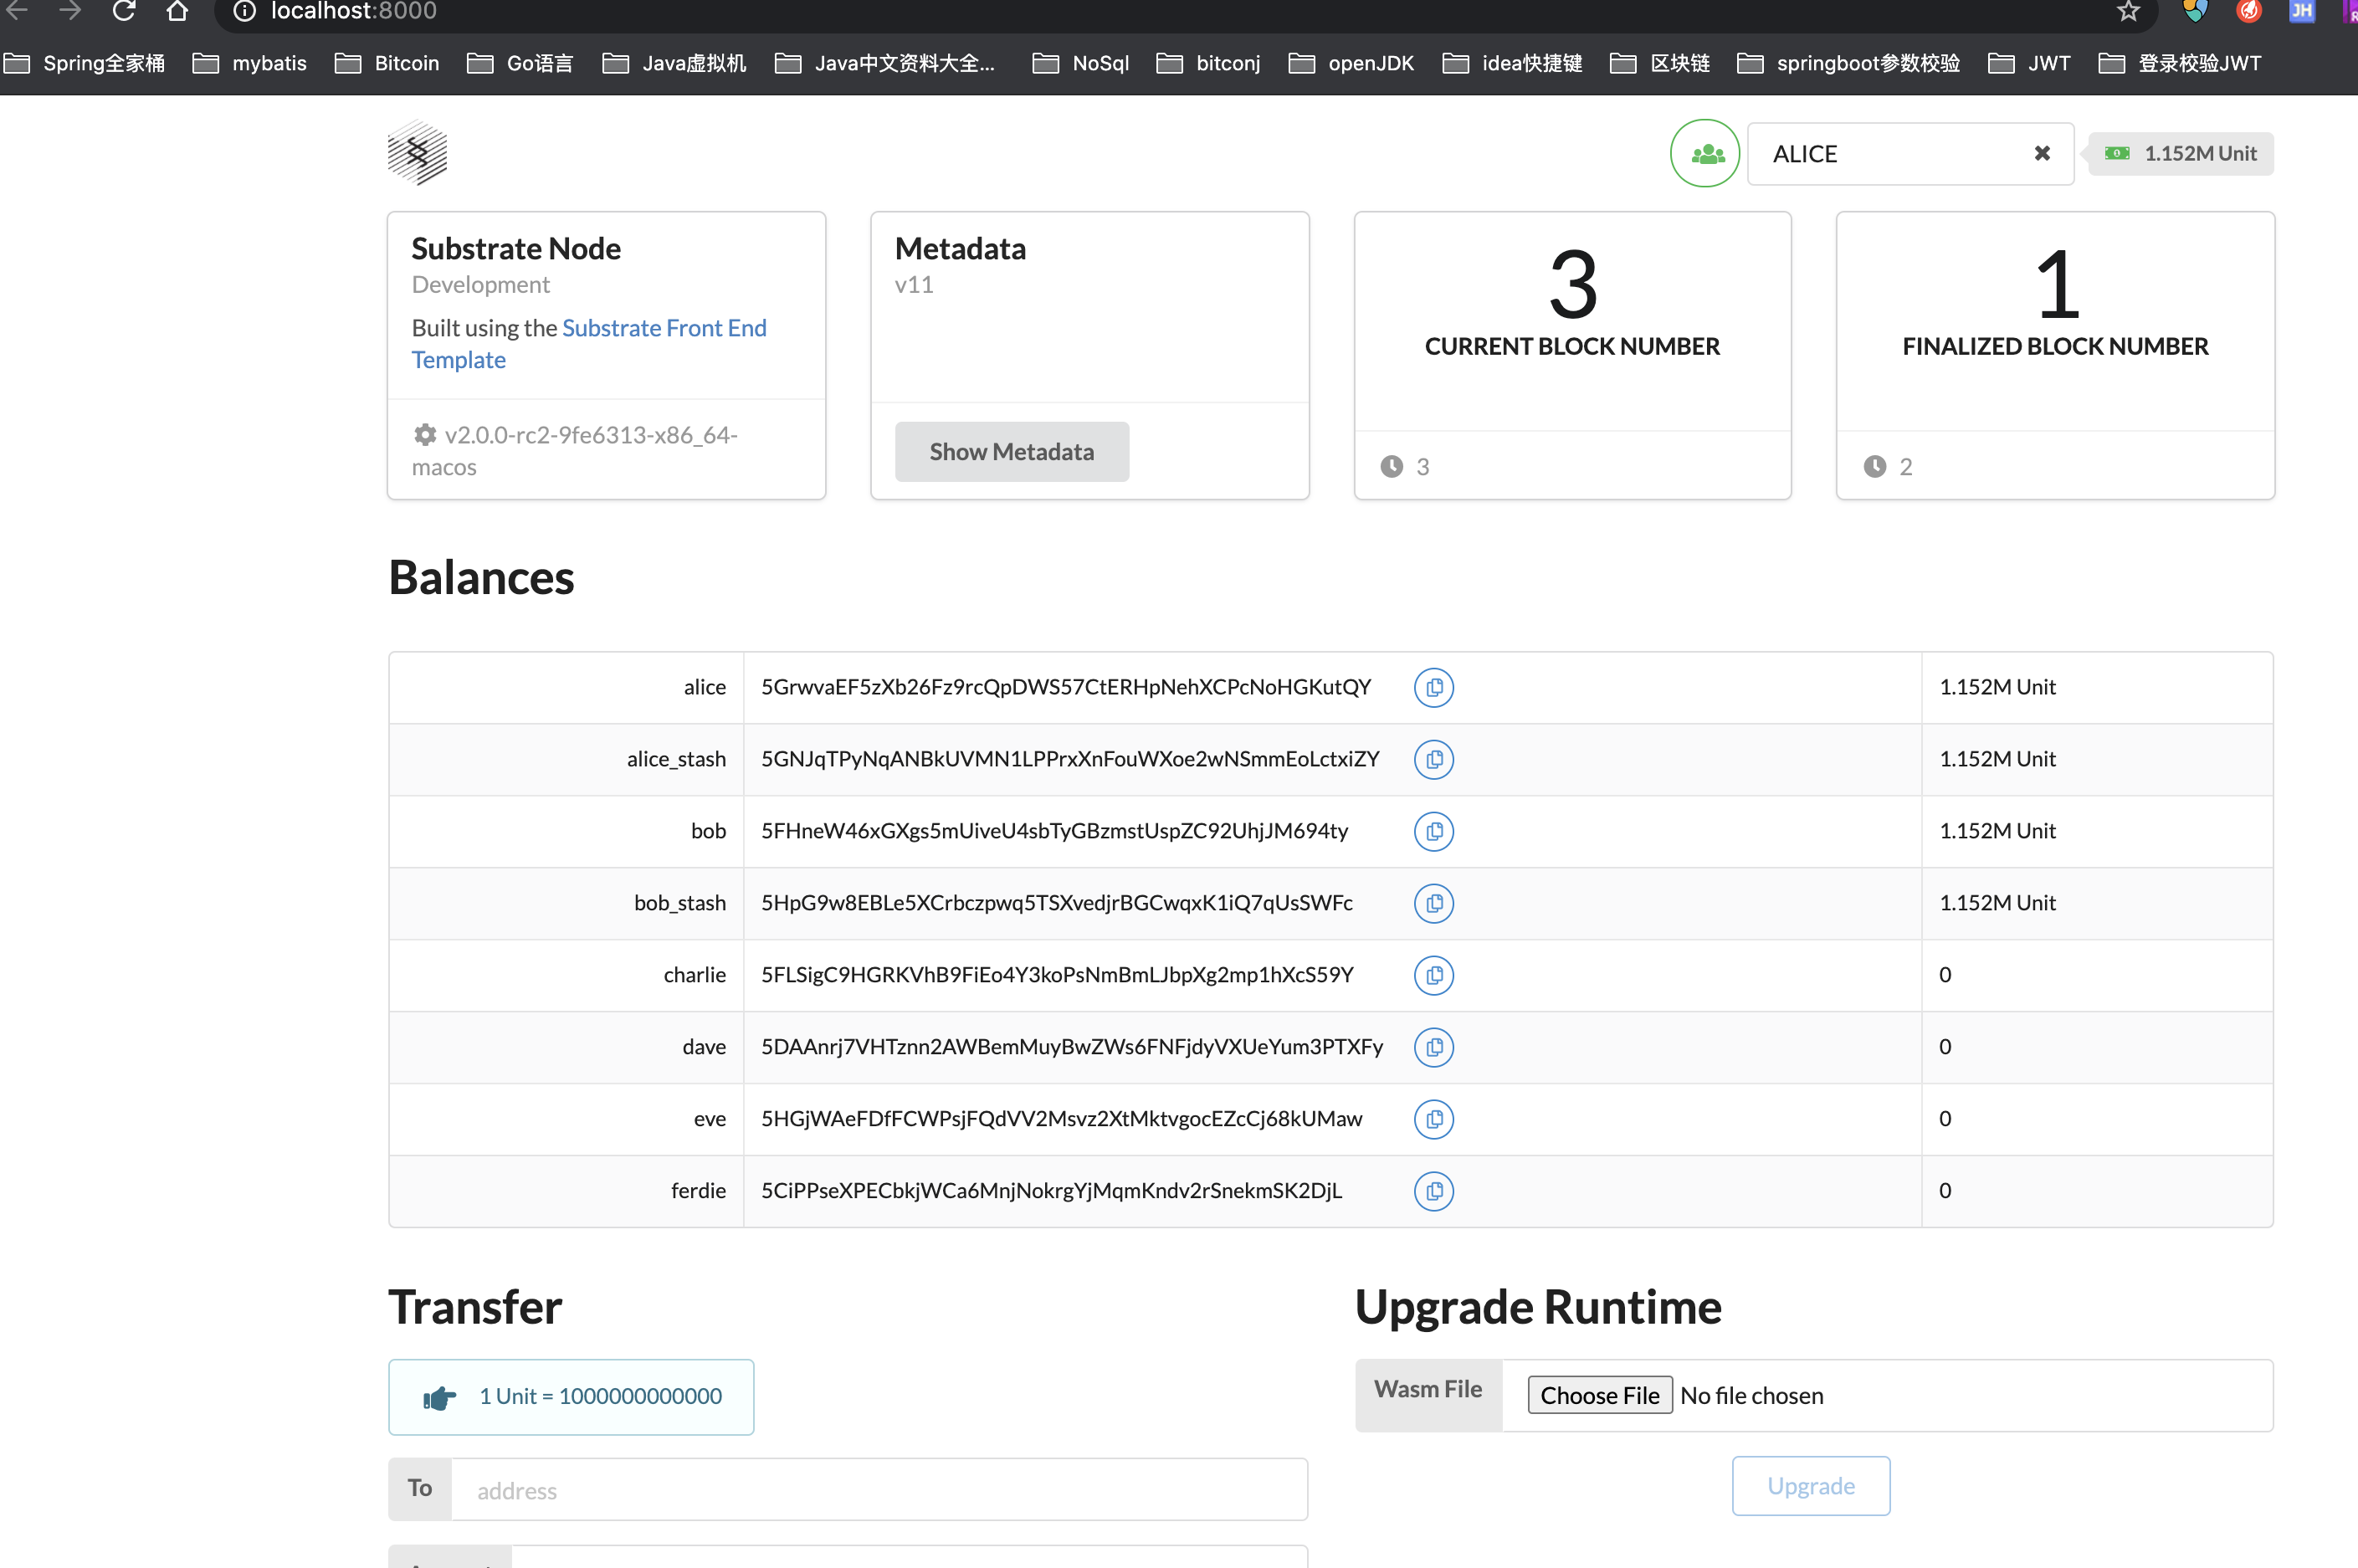 localhost:8000
JH
Spring全家桶 mybatis Bitcoin Go语言 Java虚拟机 Java中文资料大全... NoSql bitconj openJDK idea快捷键 区块链 springboot参数校验 JWT 登录校验JWT
ALICE 1.152M Unit
Substrate Node
Development
Built using the Substrate Front End
Template
v2.0.0-rc2-9fe6313-x86_64-
macos
Metadata
v11
Show Metadata
3
CURRENT BLOCK NUMBER
3
1
FINALIZED BLOCK NUMBER
2
Balances
alice 5GrwvaEF5zXb26Fz9rcQpDWS57CtERHpNehXCPcNoHGKutQY 1.152M Unit
alice_stash 5GNJqTPyNqANBkUVMN1LPPrxXnFouWXoe2wNSmmEoLctxiZY 1.152M Unit
bob 5FHneW46xGXgs5mUiveU4sbTyGBzmstUspZC92UhjJM694ty 1.152M Unit
bob_stash 5HpG9w8EBLe5XCrbczpwq5TSXvedjrBGCwqxK1iQ7qUsSWFc 1.152M Unit
charlie 5FLSigC9HGRKVhB9FiEo4Y3koPsNmBmLJbpXg2mp1hXcS59Y 0
dave 5DAAnrj7VHTznn2AWBemMuyBwZWs6FNFjdyVXUeYum3PTXFy 0
eve 5HGjWAeFDfFCWPsjFQdVV2Msvz2XtMktvgocEZcCj68kUMaw 0
ferdie 5CiPPseXPECbkjWCa6MnjNokrgYjMqmKndv2rSnekmSK2DjL 0
Transfer
1 Unit = 1000000000000
To address
Upgrade Runtime
Wasm File Choose File No file chosen
Upgrade